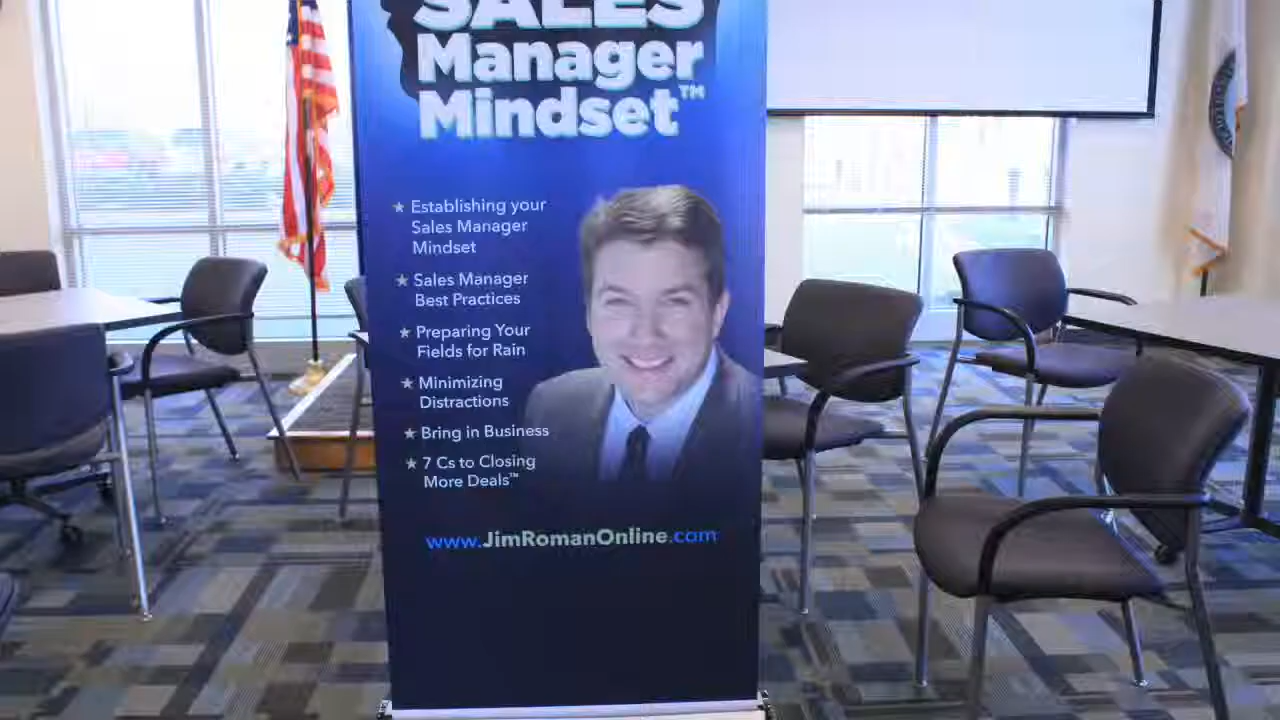 SALES
Manager
Mindset™
★ Establishing your
Sales Manager
Mindset
★ Sales Manager
Best Practices
★ Preparing Your
Fields for Rain
★ Minimizing
Distractions
★ Bring in Business
★ 7 Cs to Closing
More Deals™
www.JimRomanOnline.com